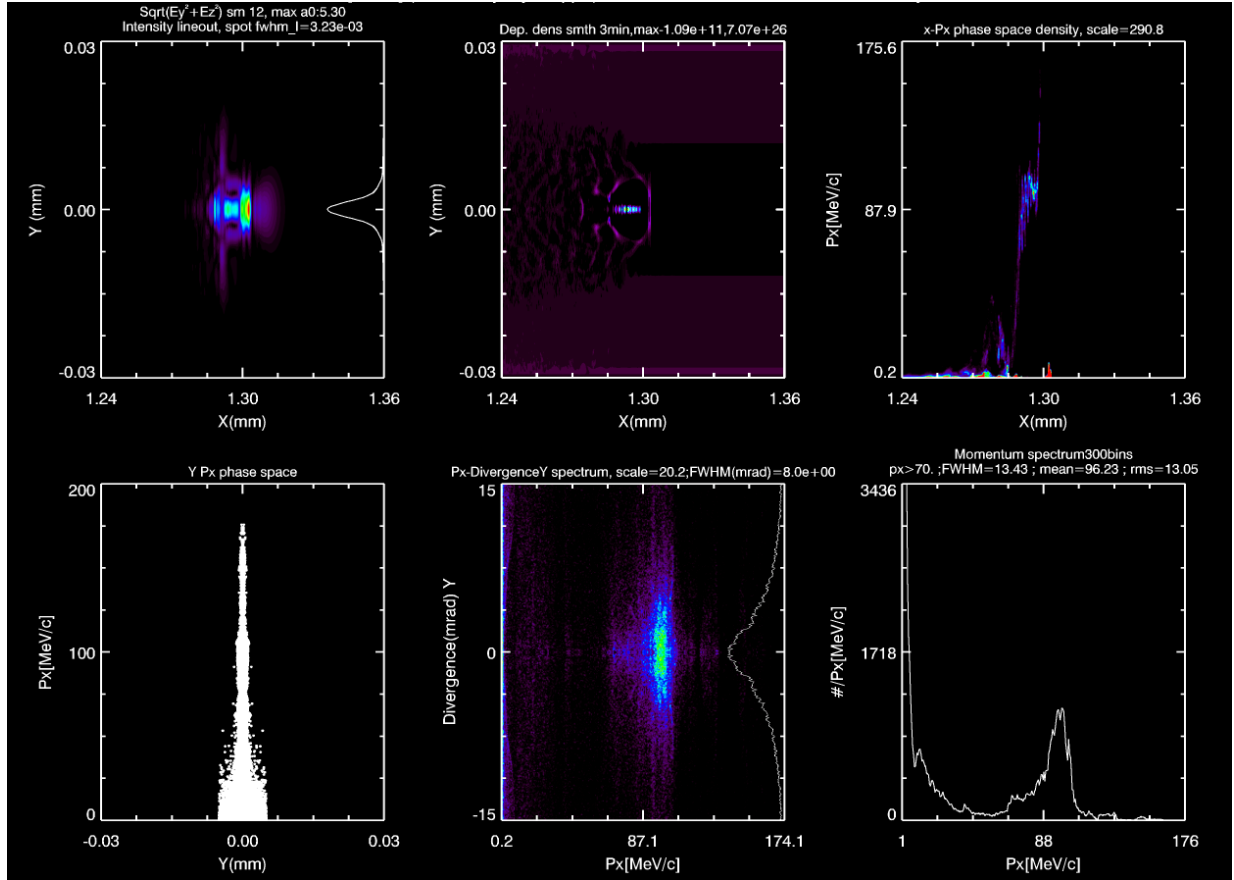 Sqrt(Ey²+Ez²) sm 12, max a0:5.30
Intensity lineout, spot fwhm_I=3.23e-03
0.03
Y (mm)
0.00
-0.03
1.24
1.30
1.36
X(mm)
Dep. dens smth 3min,max-1.09e+11,7.07e+26
0.03
Y (mm)
0.00
-0.03
1.24
1.30
1.36
X(mm)
x-Px phase space density, scale=290.8
175.6
Px[MeV/c]
87.9
0.2
1.24
1.30
1.36
X(mm)
Y Px phase space
200
Px[MeV/c]
100
0
-0.03
0.00
0.03
Y(mm)
Px-DivergenceY spectrum, scale=20.2;FWHM(mrad)=8.0e+00
15
Divergence(mrad) Y
0
-15
0.2
87.1
174.1
Px[MeV/c]
Momentum spectrum300bins
px>70. ;FWHM=13.43 ; mean=96.23 ; rms=13.05
3436
#/Px[MeV/c]
1718
0
1
88
176
Px[MeV/c]